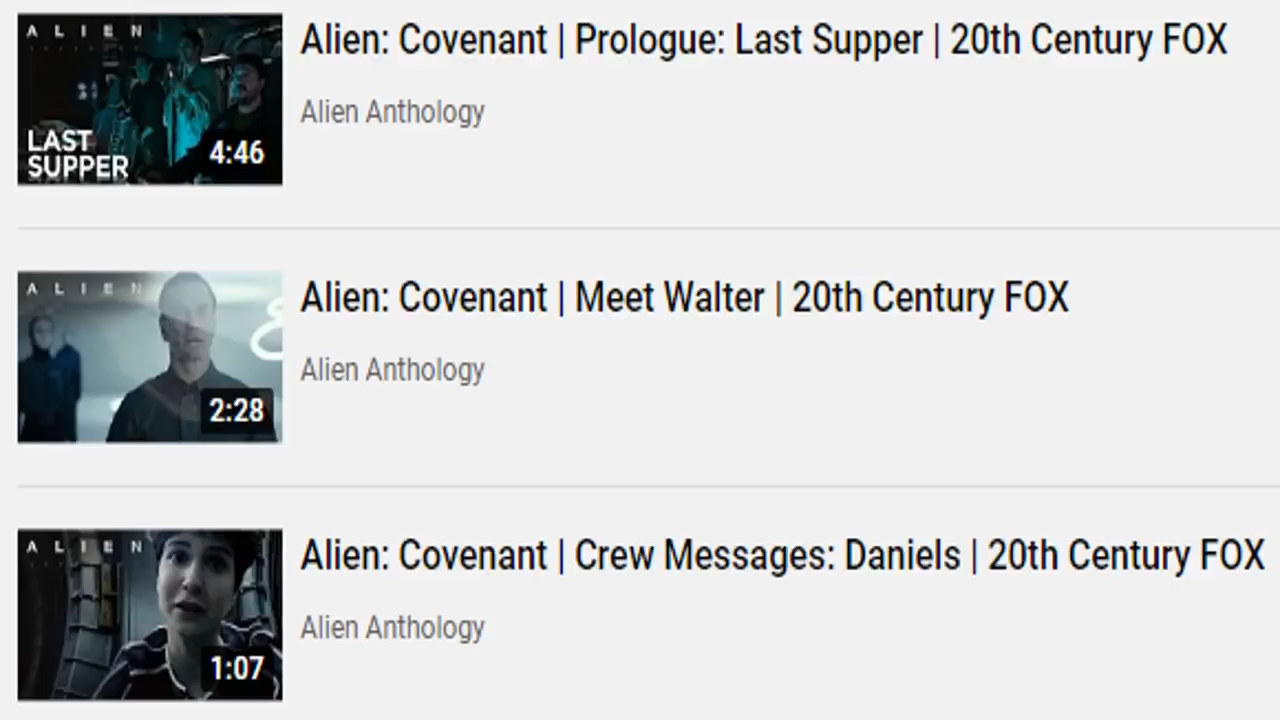 ALIEN
LAST
SUPPER
4:46
Alien: Covenant | Prologue: Last Supper | 20th Century FOX
Alien Anthology
ALIEN
2:28
Alien: Covenant | Meet Walter | 20th Century FOX
Alien Anthology
ALIEN
1:07
Alien: Covenant | Crew Messages: Daniels | 20th Century FOX
Alien Anthology